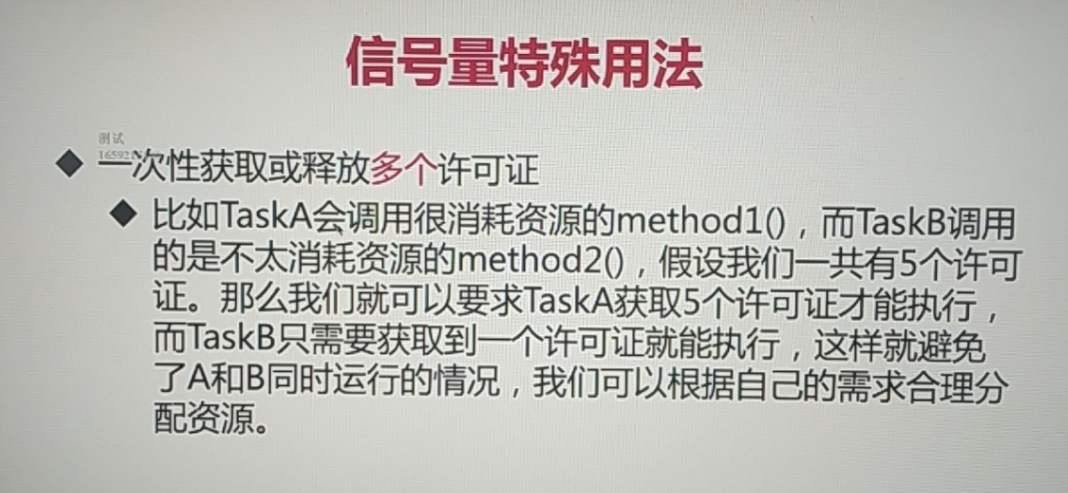 信号量特殊用法
测试
一次性获取或释放多个许可证
比如TaskA会调用很消耗资源的method1()，而TaskB调用
的是不太消耗资源的method2()，假设我们一共有5个许可
证。那么我们就可以要求TaskA获取5个许可证才能执行，
而TaskB只需要获取到一个许可证就能执行，这样就避免
了A和B同时运行的情况，我们可以根据自己的需求合理分
配资源。